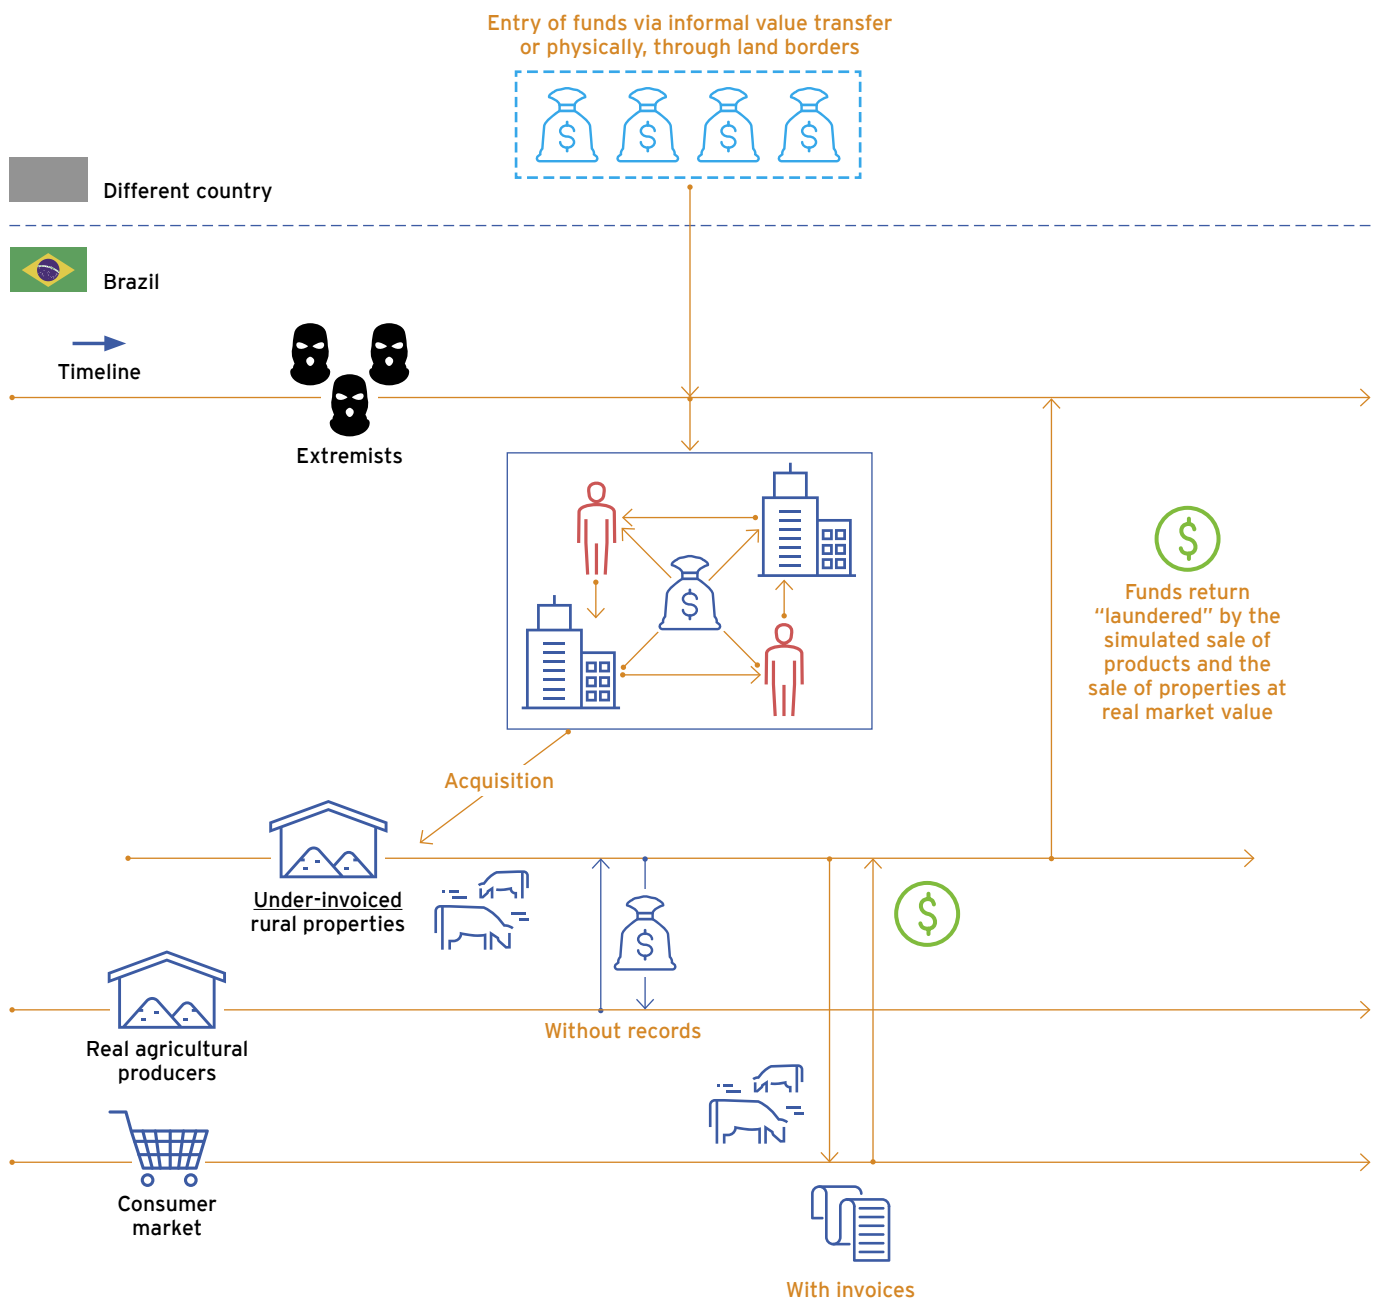 Entry of funds via informal value transfer
or physically, through land borders
$ $ $ $
Different country
Brazil
Timeline
Extremists
$
$
Funds return
“laundered” by the
simulated sale of
products and the
sale of properties at
real market value
Acquisition
Under-invoiced
rural properties
$
$
Real agricultural
producers
Without records
Consumer
market
With invoices